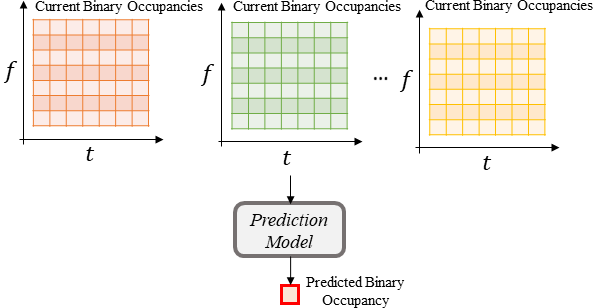 Current Binary Occupancies
Current Binary Occupancies
Current Binary Occupancies
f
f
... f
t
t
t
Prediction
Model
Predicted Binary
Occupancy